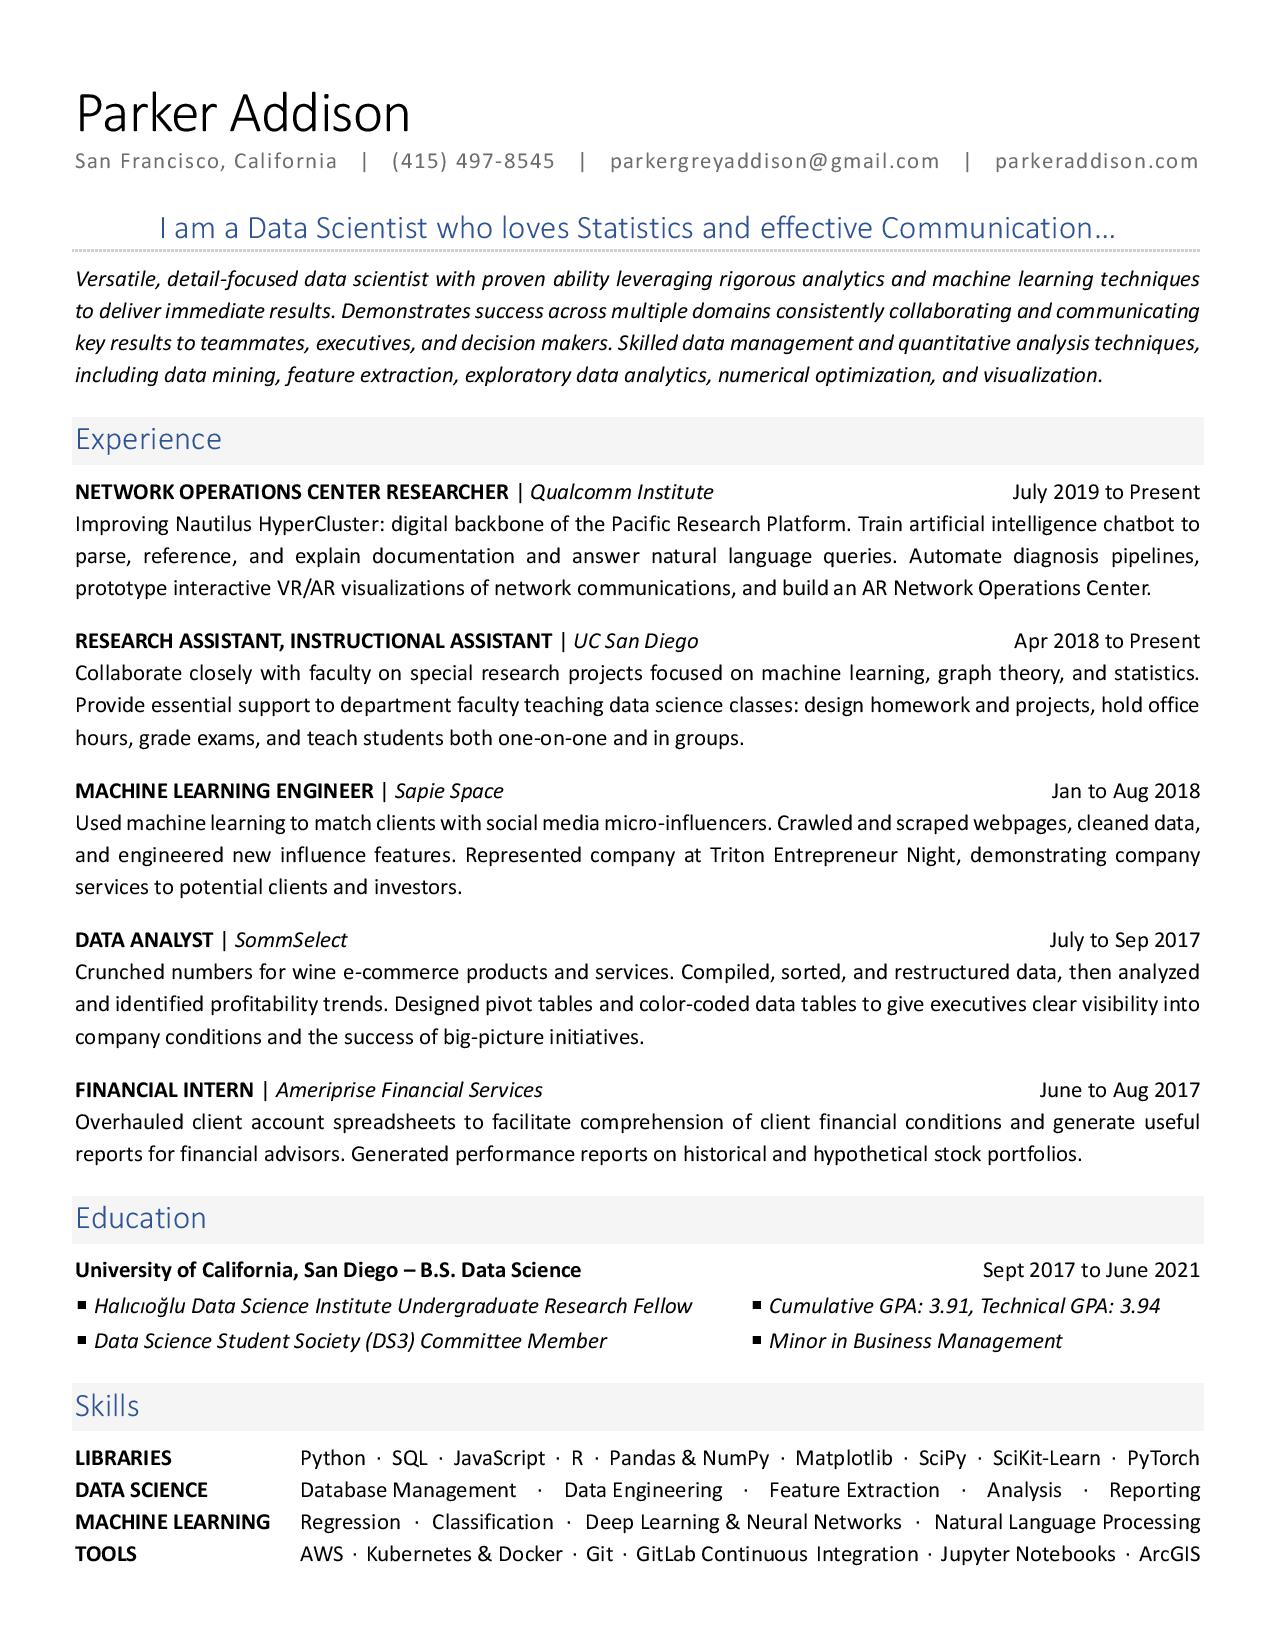 Parker Addison
San Francisco, California | (415) 497-8545 | parkergreyaddison@gmail.com | parkeraddison.com
I am a Data Scientist who loves Statistics and effective Communication…
Versatile, detail-focused data scientist with proven ability leveraging rigorous analytics and machine learning techniques
to deliver immediate results. Demonstrates success across multiple domains consistently collaborating and communicating
key results to teammates, executives, and decision makers. Skilled data management and quantitative analysis techniques,
including data mining, feature extraction, exploratory data analytics, numerical optimization, and visualization.
Experience
NETWORK OPERATIONS CENTER RESEARCHER | Qualcomm Institute July 2019 to Present
Improving Nautilus HyperCluster: digital backbone of the Pacific Research Platform. Train artificial intelligence chatbot to
parse, reference, and explain documentation and answer natural language queries. Automate diagnosis pipelines,
prototype interactive VR/AR visualizations of network communications, and build an AR Network Operations Center.
RESEARCH ASSISTANT, INSTRUCTIONAL ASSISTANT | UC San Diego Apr 2018 to Present
Collaborate closely with faculty on special research projects focused on machine learning, graph theory, and statistics.
Provide essential support to department faculty teaching data science classes: design homework and projects, hold office
hours, grade exams, and teach students both one-on-one and in groups.
MACHINE LEARNING ENGINEER | Sapie Space Jan to Aug 2018
Used machine learning to match clients with social media micro-influencers. Crawled and scraped webpages, cleaned data,
and engineered new influence features. Represented company at Triton Entrepreneur Night, demonstrating company
services to potential clients and investors.
DATA ANALYST | SommSelect July to Sep 2017
Crunched numbers for wine e-commerce products and services. Compiled, sorted, and restructured data, then analyzed
and identified profitability trends. Designed pivot tables and color-coded data tables to give executives clear visibility into
company conditions and the success of big-picture initiatives.
FINANCIAL INTERN | Ameriprise Financial Services June to Aug 2017
Overhauled client account spreadsheets to facilitate comprehension of client financial conditions and generate useful
reports for financial advisors. Generated performance reports on historical and hypothetical stock portfolios.
Education
University of California, San Diego – B.S. Data Science Sept 2017 to June 2021
▪ Halıcıoğlu Data Science Institute Undergraduate Research Fellow ▪ Cumulative GPA: 3.91, Technical GPA: 3.94
▪ Data Science Student Society (DS3) Committee Member ▪ Minor in Business Management
Skills
LIBRARIES Python · SQL · JavaScript · R · Pandas & NumPy · Matplotlib · SciPy · SciKit-Learn · PyTorch
DATA SCIENCE Database Management · Data Engineering · Feature Extraction · Analysis · Reporting
MACHINE LEARNING Regression · Classification · Deep Learning & Neural Networks · Natural Language Processing
TOOLS AWS · Kubernetes & Docker · Git · GitLab Continuous Integration · Jupyter Notebooks · ArcGIS